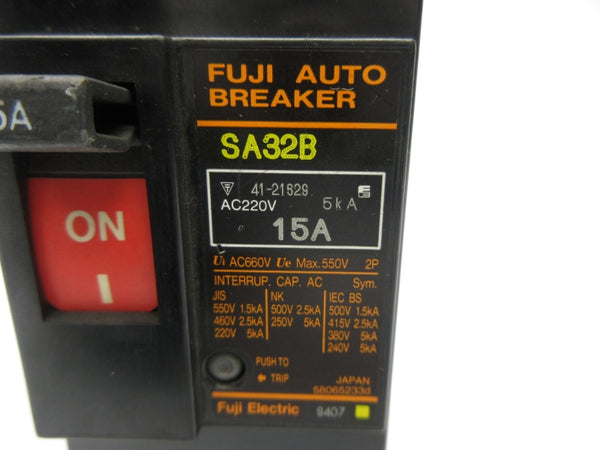 5A
ON
I
FUJI AUTO
BREAKER
SA32B
41-21829
AC220V 5kA
15A
Ui AC660V Ue Max.550V 2P
INTERRUP. CAP. AC Sym.
JIS NK IEC BS
550V 1.5kA 500V 2.5kA 500V 1.5kA
460V 2.5kA 250V 5kA 415V 2.5kA
220V 5kA 380V 5kA
240V 5kA
PUSH TO
← TRIP
JAPAN
58065233d
Fuji Electric 9407